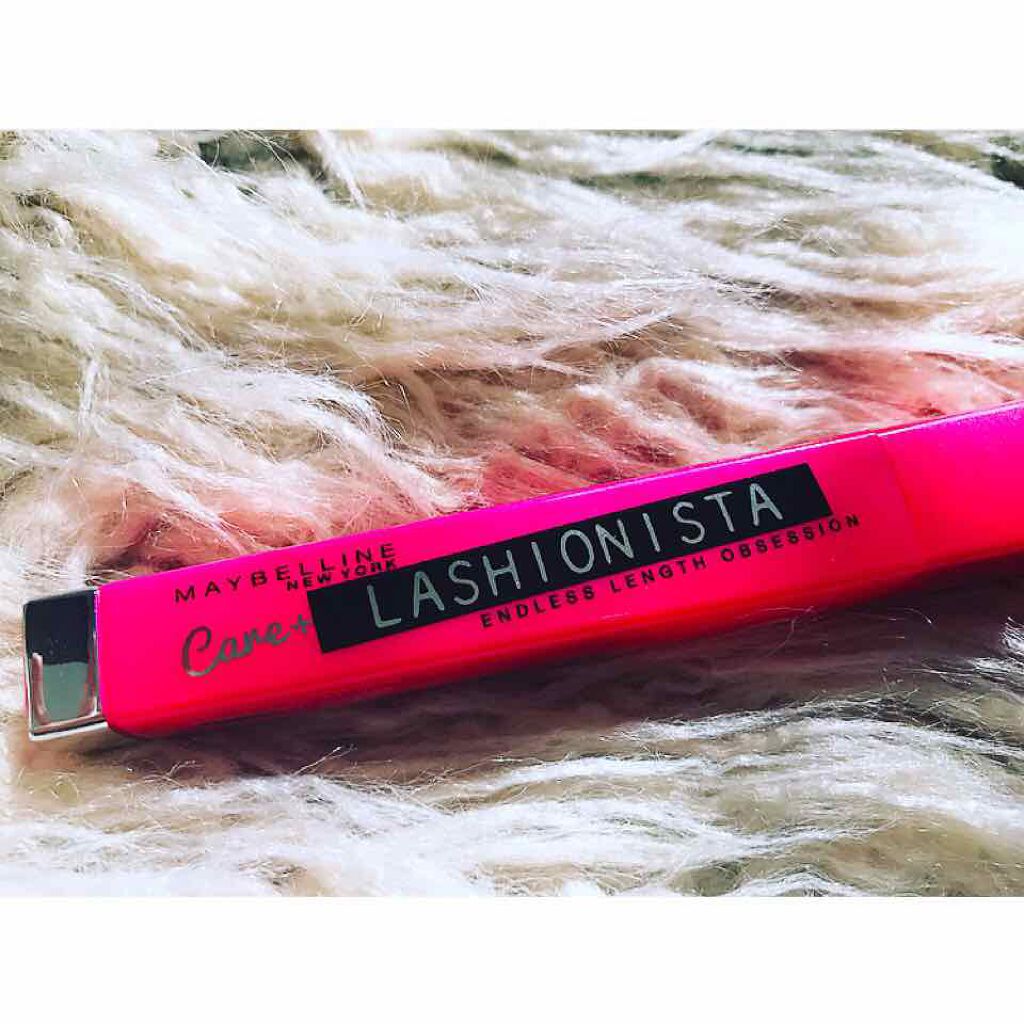 MAYBELLINE
NEW YORK
Care+
LASHIONISTA
ENDLESS LENGTH OBSESSION